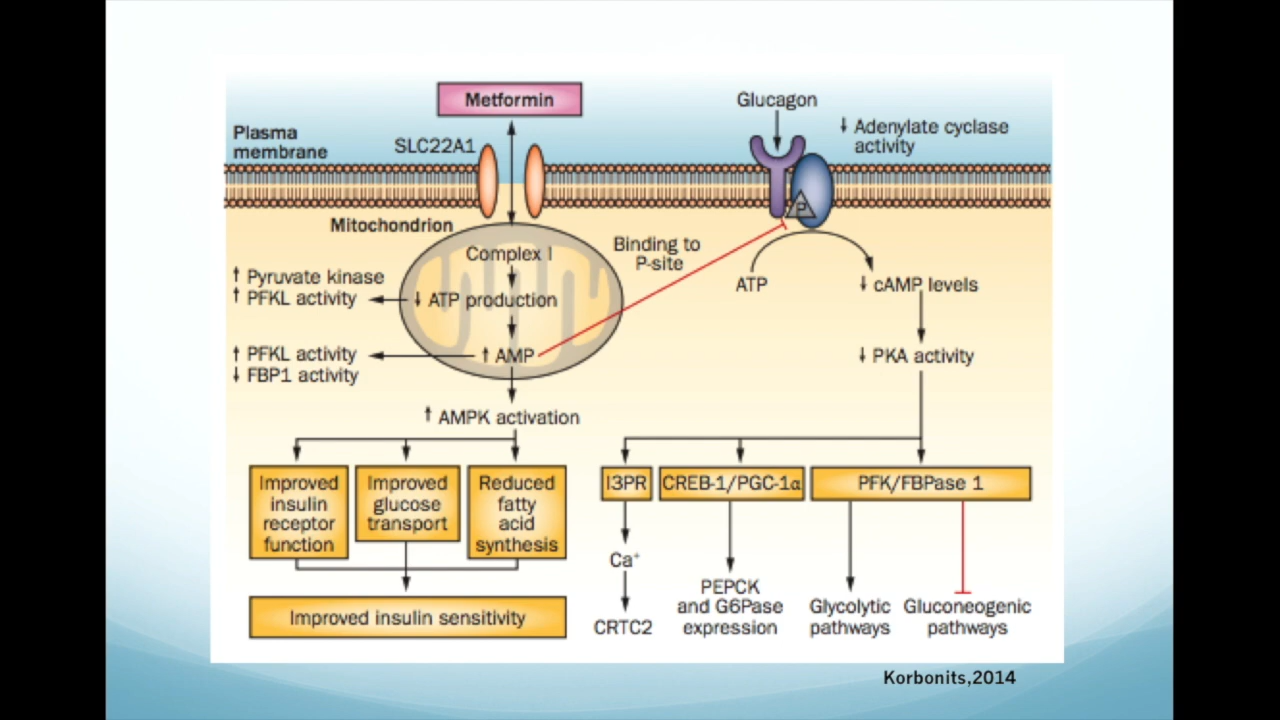 Metformin
Glucagon
↓ Adenylate cyclase
activity
Plasma
membrane
SLC22A1
P
Mitochondrion
Binding to
P-site
Complex I
↑ Pyruvate kinase
↑ PFKL activity
↓ ATP production
ATP
↓ cAMP levels
↑ PFKL activity
↓ FBP1 activity
↑ AMP
↓ PKA activity
↑ AMPK activation
Improved
insulin
receptor
function
Improved
glucose
transport
Reduced
fatty
acid
synthesis
I3PR
CREB-1/PGC-1α
PFK/FBPase 1
Ca⁺
CRTC2
PEPCK
and G6Pase
expression
Glycolytic
pathways
Gluconeogenic
pathways
Improved insulin sensitivity
Korbonits,2014